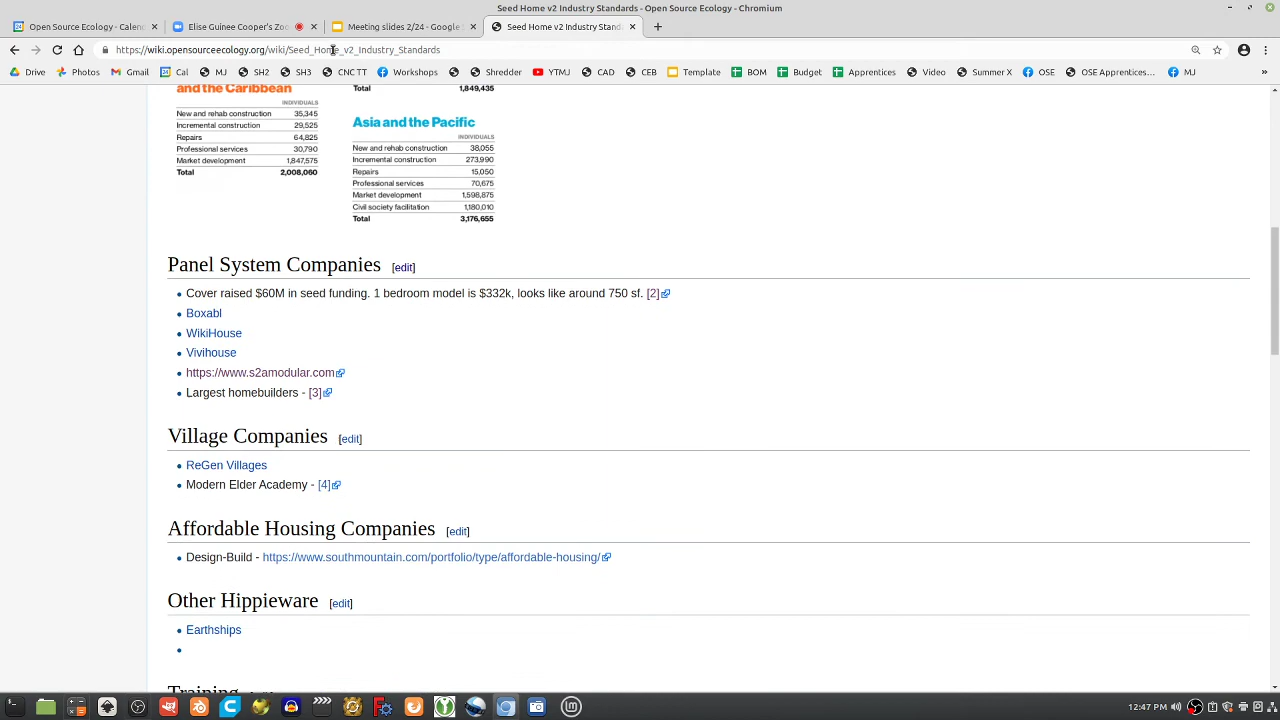 Seed Home v2 Industry Standards - Open Source Ecology - Chromium
Open Source Ecology - Calen
Elise Girouard's Zoo
Meeting slides 2/24 - Google
Seed Home v2 Industry Stan
https://wiki.opensourceecology.org/wiki/Seed_Home_v2_Industry_Standards
Drive Photos Gmail Cal MJ SH2 SH3 CNC TT Workshops Shredder YTMJ CAD CEB Template BOM Budget Apprentices Video Summer X OSE OSE Apprentices... MJ »
and the Caribbean
INDIVIDUALS
New and rehab construction 35,345
Incremental construction 29,525
Repairs 64,825
Professional services 30,790
Market development 1,847,575
Total 2,008,060
Total 1,849,435
Asia and the Pacific
INDIVIDUALS
New and rehab construction 38,055
Incremental construction 273,990
Repairs 15,050
Professional services 70,675
Market development 1,598,875
Civil society facilitation 1,180,010
Total 3,176,655
Panel System Companies [edit]
Cover raised $60M in seed funding. 1 bedroom model is $332k, looks like around 750 sf. [2]
Boxabl
WikiHouse
Vivihouse
https://www.s2amodular.com
Largest homebuilders - [3]
Village Companies [edit]
ReGen Villages
Modern Elder Academy - [4]
Affordable Housing Companies [edit]
Design-Build - https://www.southmountain.com/portfolio/type/affordable-housing/
Other Hippieware [edit]
Earthships
Training
12:47 PM